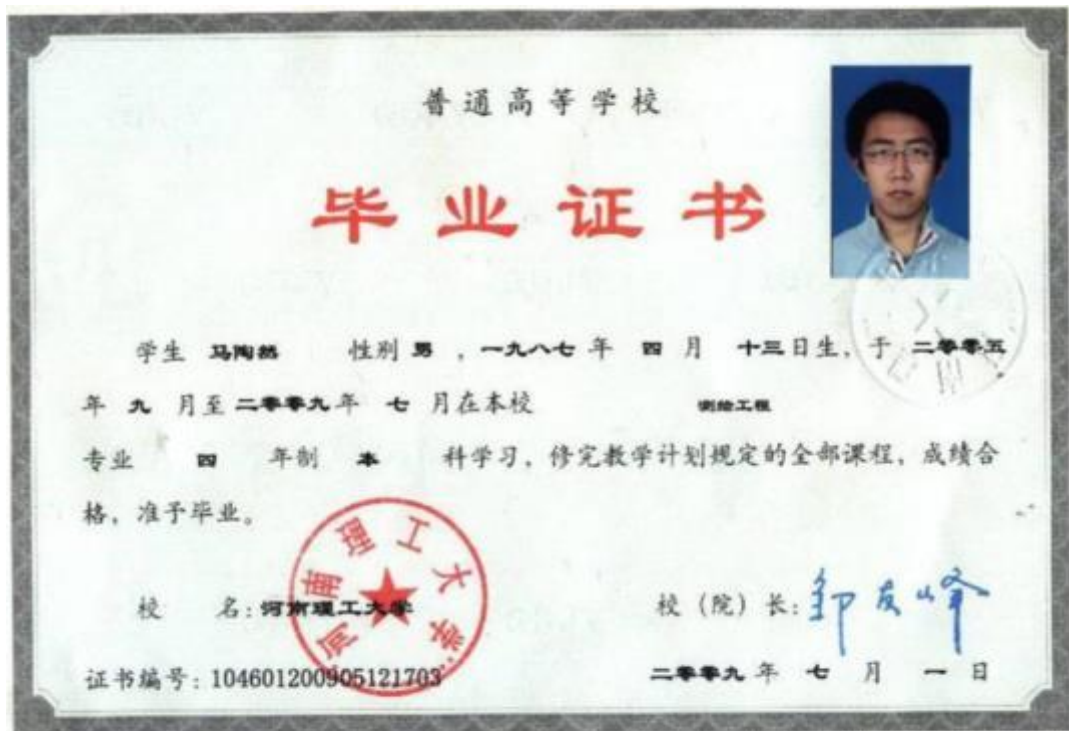 普通高等学校
毕业证书
学生 马陶然 性别 男 ，一九八七 年 四 月 十三 日生，于 二零零五
年 九 月至 二零零九 年 七 月在本校 测绘工程
专业 四 年制 本 科学习，修完教学计划规定的全部课程，成绩合
格，准予毕业。
河南理工大学
校 名：河南理工大学
校（院）长：邹友峰
证书编号：104601200905121703
二零零九 年 七 月 一 日